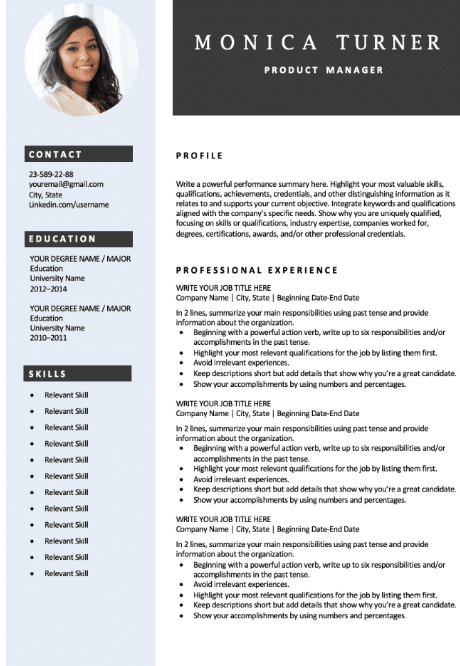 MONICA TURNER
PRODUCT MANAGER
CONTACT
23-589-22-88
youremail@gmail.com
City, State
Linkedin.com/username
EDUCATION
YOUR DEGREE NAME / MAJOR
Education
University Name
2012–2014
YOUR DEGREE NAME / MAJOR
Education
University Name
2010–2011
SKILLS
• Relevant Skill
• Relevant Skill
• Relevant Skill
• Relevant Skill
• Relevant Skill
• Relevant Skill
• Relevant Skill
• Relevant Skill
• Relevant Skill
• Relevant Skill
• Relevant Skill
• Relevant Skill
PROFILE
Write a powerful performance summary here. Highlight your most valuable skills,
qualifications, achievements, credentials, and other distinguishing information as it
relates to and supports your current objective. Integrate keywords and qualifications
aligned with the company's specific needs. Show why you are uniquely qualified,
focusing on skills or qualifications, industry expertise, companies worked for,
degrees, certifications, awards, and/or other professional credentials.
PROFESSIONAL EXPERIENCE
WRITE YOUR JOB TITLE HERE
Company Name | City, State | Beginning Date-End Date
In 2 lines, summarize your main responsibilities using past tense and provide
information about the organization.
• Beginning with a powerful action verb, write up to six responsibilities and/or
accomplishments in the past tense.
• Highlight your most relevant qualifications for the job by listing them first.
• Avoid irrelevant experiences.
• Keep descriptions short but add details that show why you're a great candidate.
• Show your accomplishments by using numbers and percentages.
WRITE YOUR JOB TITLE HERE
Company Name | City, State | Beginning Date-End Date
In 2 lines, summarize your main responsibilities using past tense and provide
information about the organization.
• Beginning with a powerful action verb, write up to six responsibilities and/or
accomplishments in the past tense.
• Highlight your most relevant qualifications for the job by listing them first.
• Avoid irrelevant experiences.
• Keep descriptions short but add details that show why you're a great candidate.
• Show your accomplishments by using numbers and percentages.
WRITE YOUR JOB TITLE HERE
Company Name | City, State | Beginning Date-End Date
In 2 lines, summarize your main responsibilities using past tense and provide
information about the organization.
• Beginning with a powerful action verb, write up to six responsibilities and/or
accomplishments in the past tense.
• Avoid irrelevant experiences.
• Highlight your most relevant qualifications for the job by listing them first.
• Keep descriptions short but add details that show why you're a great candidate.
• Show your accomplishments by using numbers and percentages.